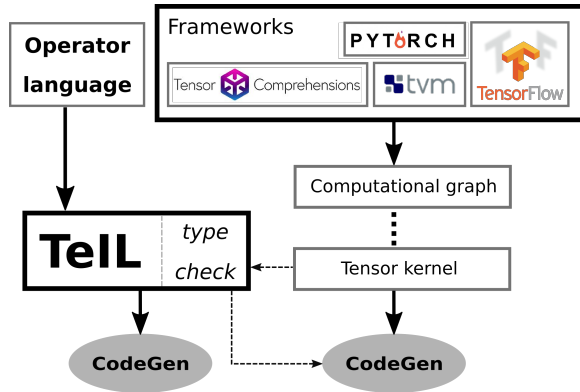 Operator
language
Frameworks
PYTORCH
Tensor Comprehensions
tvm
TensorFlow
Computational graph
TeIL
type
check
Tensor kernel
CodeGen
CodeGen